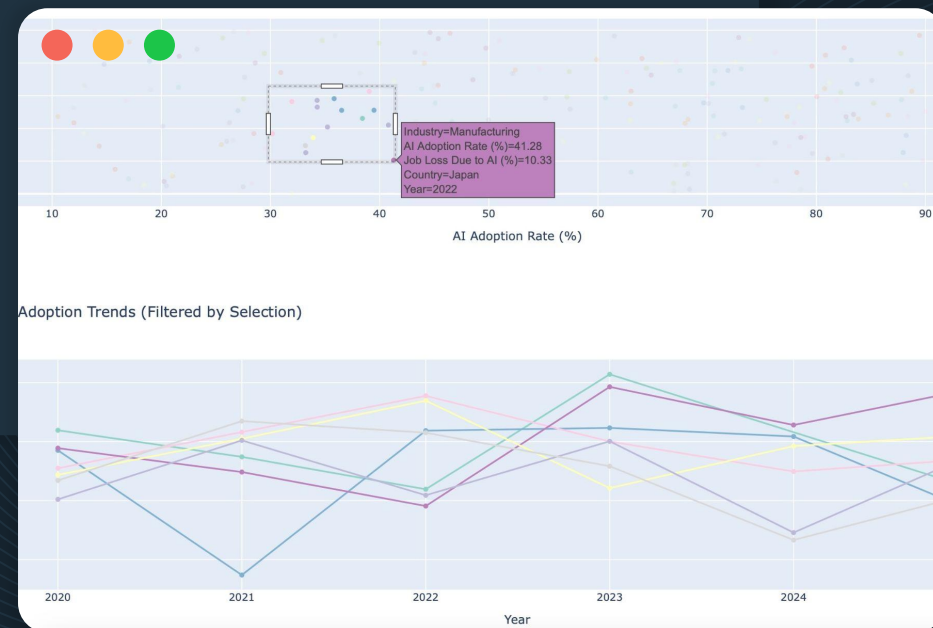 Industry=Manufacturing
AI Adoption Rate (%)=41.28
Job Loss Due to AI (%)=10.33
Country=Japan
Year=2022
10 20 30 40 50 60 70 80 90
AI Adoption Rate (%)
Adoption Trends (Filtered by Selection)
2020 2021 2022 2023 2024
Year